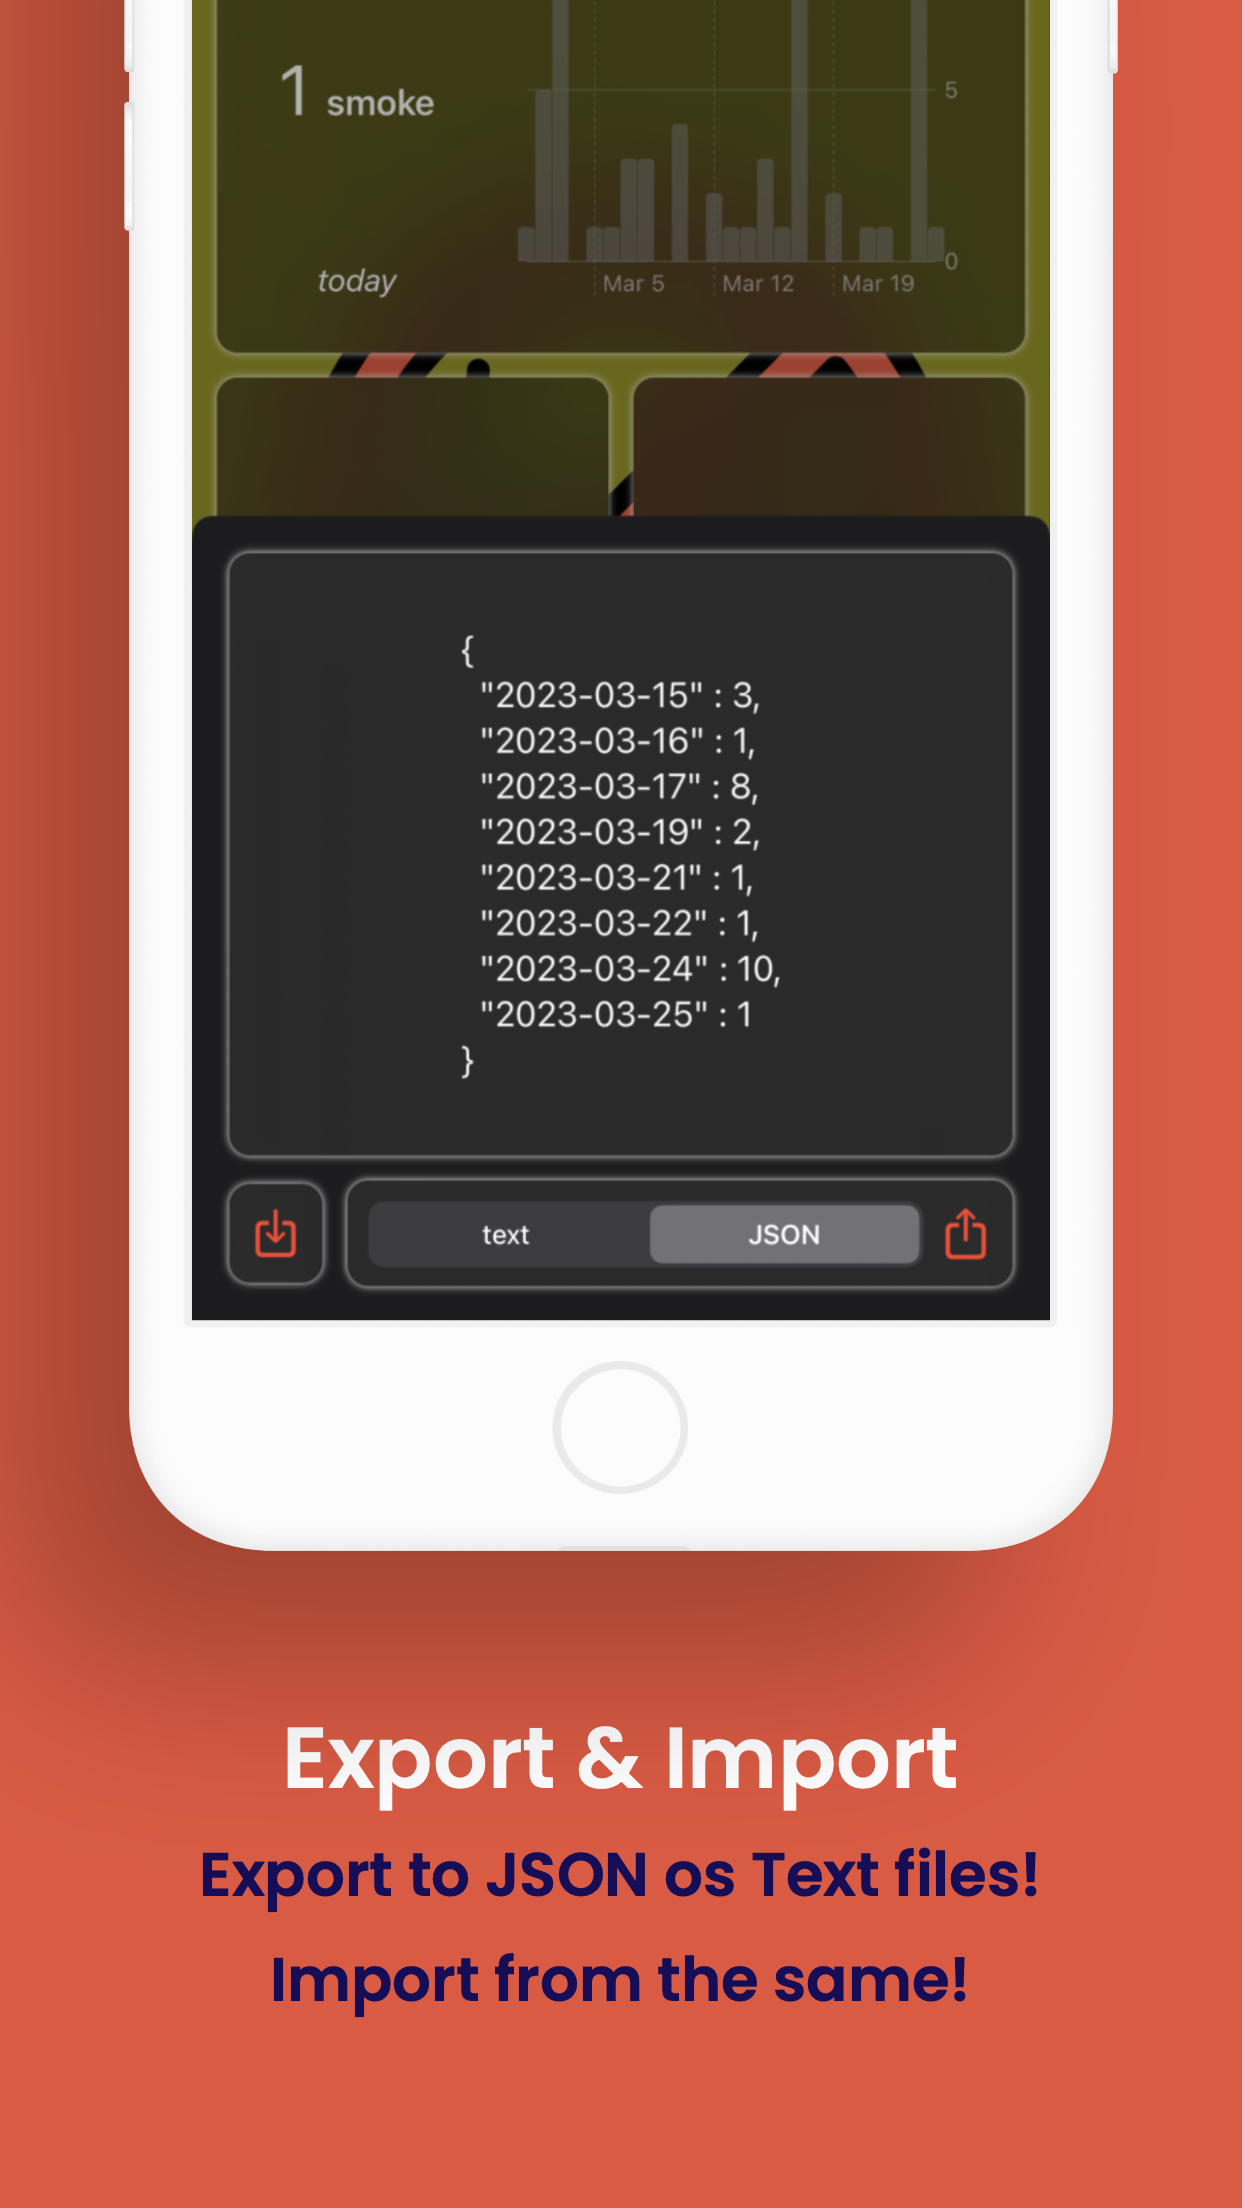 1 smoke
today
5
0
Mar 5
Mar 12
Mar 19
{
"2023-03-15" : 3,
"2023-03-16" : 1,
"2023-03-17" : 8,
"2023-03-19" : 2,
"2023-03-21" : 1,
"2023-03-22" : 1,
"2023-03-24" : 10,
"2023-03-25" : 1
}
text
JSON
Export & Import
Export to JSON os Text files!
Import from the same!